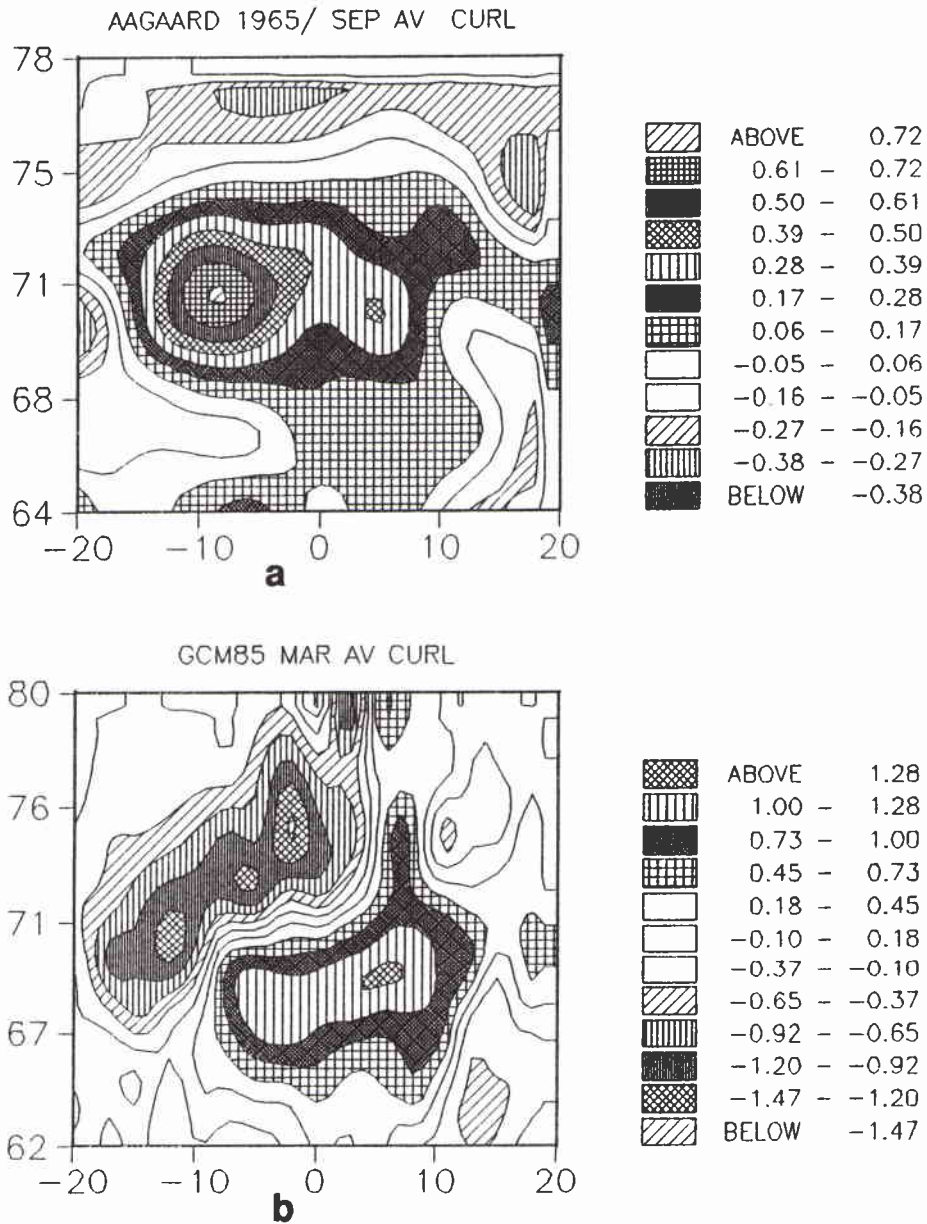 AAGAARD 1965/ SEP AV CURL
78
75
71
68
64
-20 -10 0 10 20
a
ABOVE 0.72
0.61 - 0.72
0.50 - 0.61
0.39 - 0.50
0.28 - 0.39
0.17 - 0.28
0.06 - 0.17
-0.05 - 0.06
-0.16 - -0.05
-0.27 - -0.16
-0.38 - -0.27
BELOW -0.38
GCM85 MAR AV CURL
80
76
71
67
62
-20 -10 0 10 20
b
ABOVE 1.28
1.00 - 1.28
0.73 - 1.00
0.45 - 0.73
0.18 - 0.45
-0.10 - 0.18
-0.37 - -0.10
-0.65 - -0.37
-0.92 - -0.65
-1.20 - -0.92
-1.47 - -1.20
BELOW -1.47